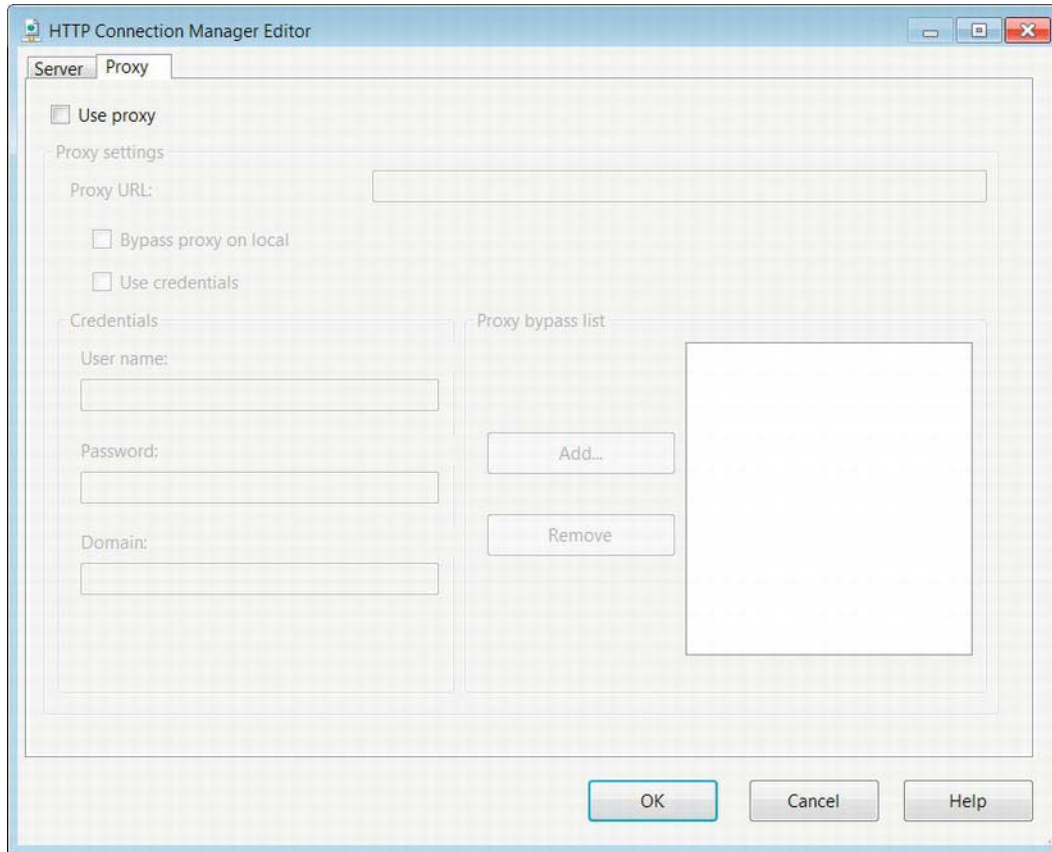 HTTP Connection Manager Editor
Server Proxy
Use proxy
Proxy settings
Proxy URL:
Bypass proxy on local
Use credentials
Credentials
User name:
Password:
Domain:
Proxy bypass list
Add...
Remove
OK Cancel Help